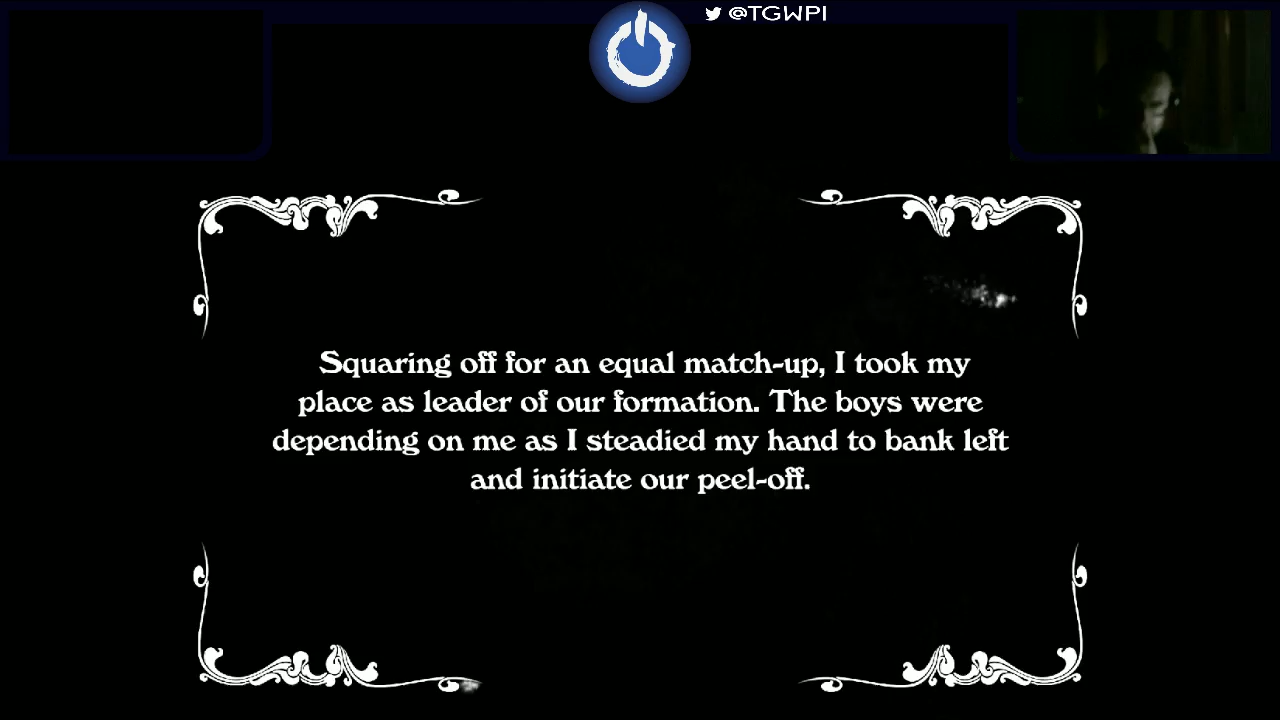 @TGWPI
Squaring off for an equal match-up, I took my
place as leader of our formation. The boys were
depending on me as I steadied my hand to bank left
and initiate our peel-off.